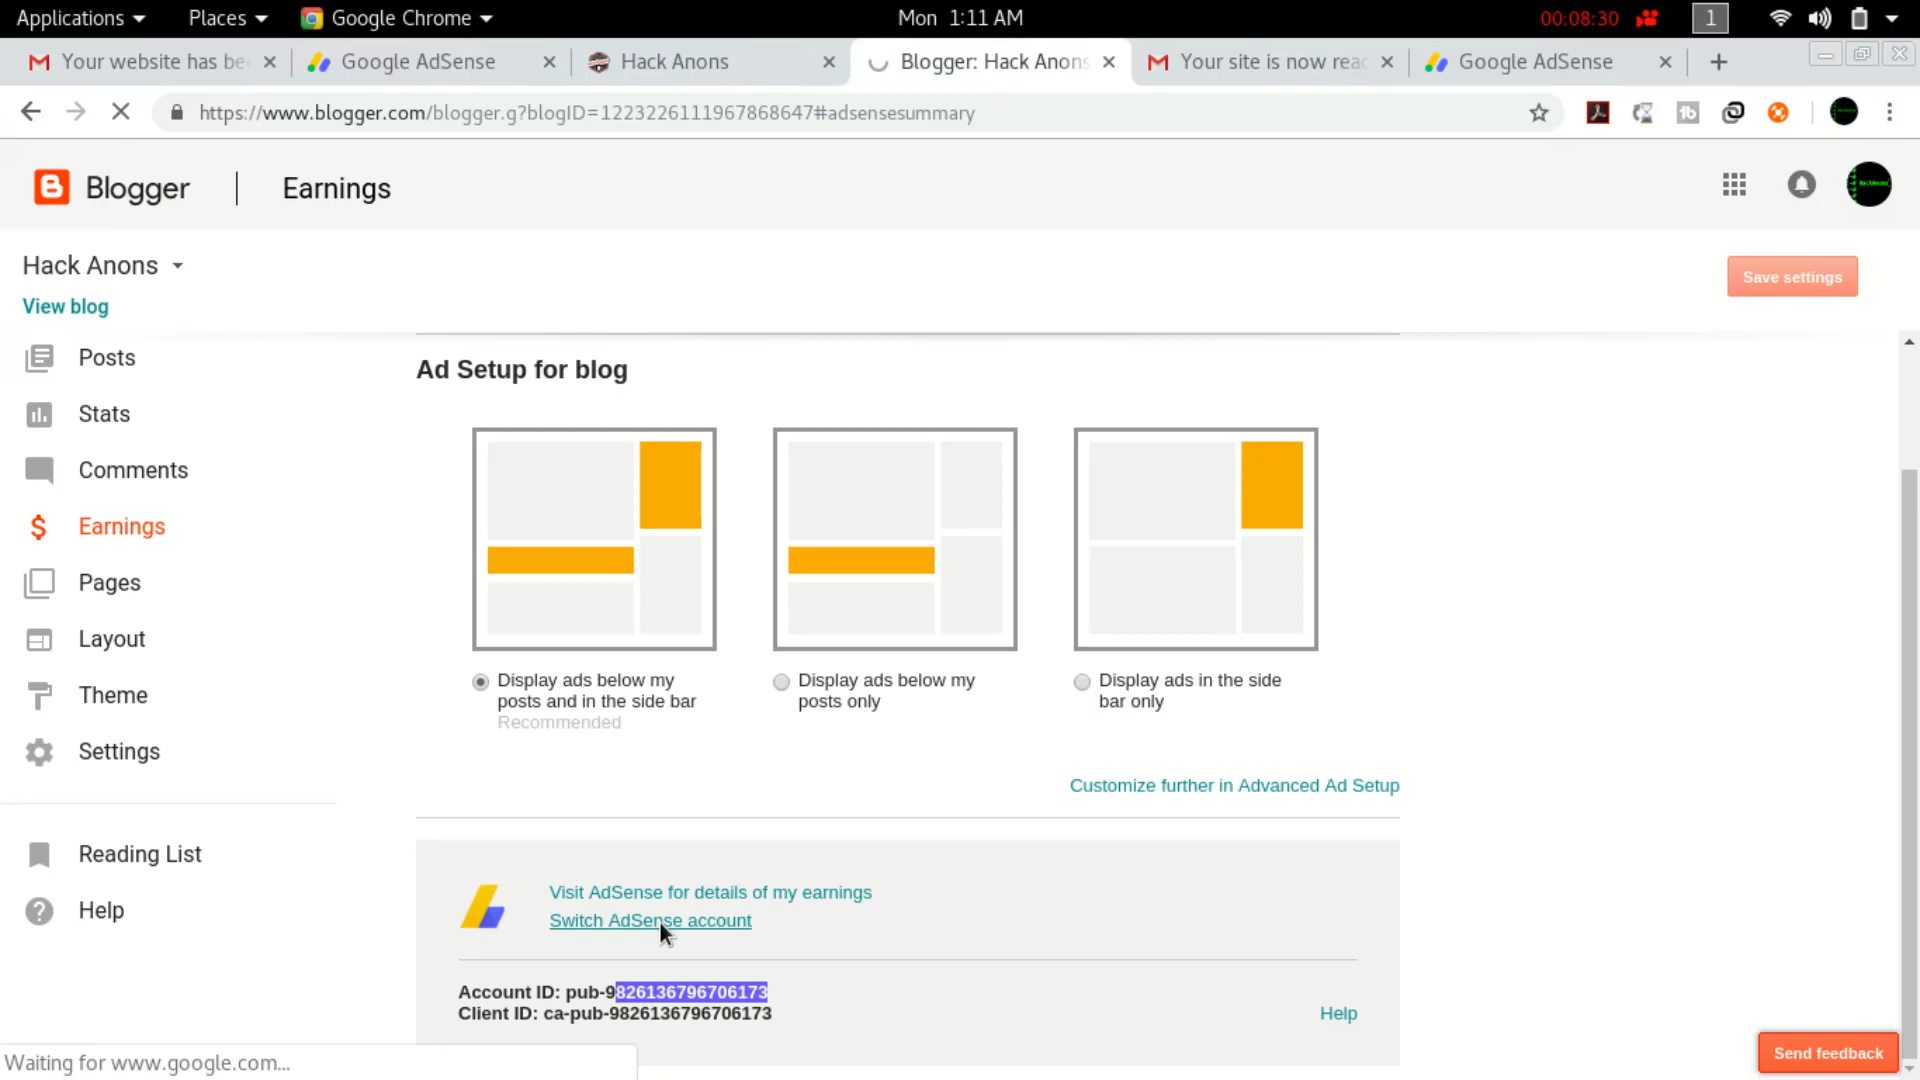 Applications Places Google Chrome Mon 1:11 AM 00:08:30 1
Your website has be Google AdSense Hack Anons Blogger: Hack Anons Your site is now rea Google AdSense
https://www.blogger.com/blogger.g?blogID=1223226111967868647#adsensesummary
Blogger Earnings
Hack Anons
Save settings
View blog
Posts
Stats
Comments
Earnings
Pages
Layout
Theme
Settings
Reading List
Help
Ad Setup for blog
Display ads below my
posts and in the side bar
Recommended
Display ads below my
posts only
Display ads in the side
bar only
Customize further in Advanced Ad Setup
Visit AdSense for details of my earnings
Switch AdSense account
Account ID: pub-9826136796706173
Client ID: ca-pub-9826136796706173
Help
Send feedback
Waiting for www.google.com...